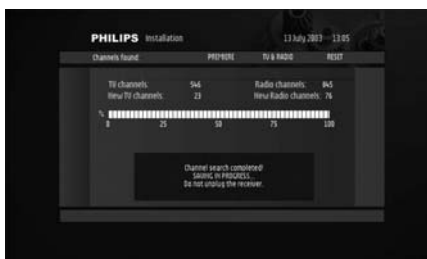 PHILIPS Installation 13 July 2003 13:05
Channels found: PREMIERE TV & RADIO RESET
TV channels: 546 Radio channels: 845
New TV channels: 23 New Radio channels: 76
%
0 25 50 75 100
Channel search completed!
SAVING IN PROGRESS...
Do not unplug the receiver.